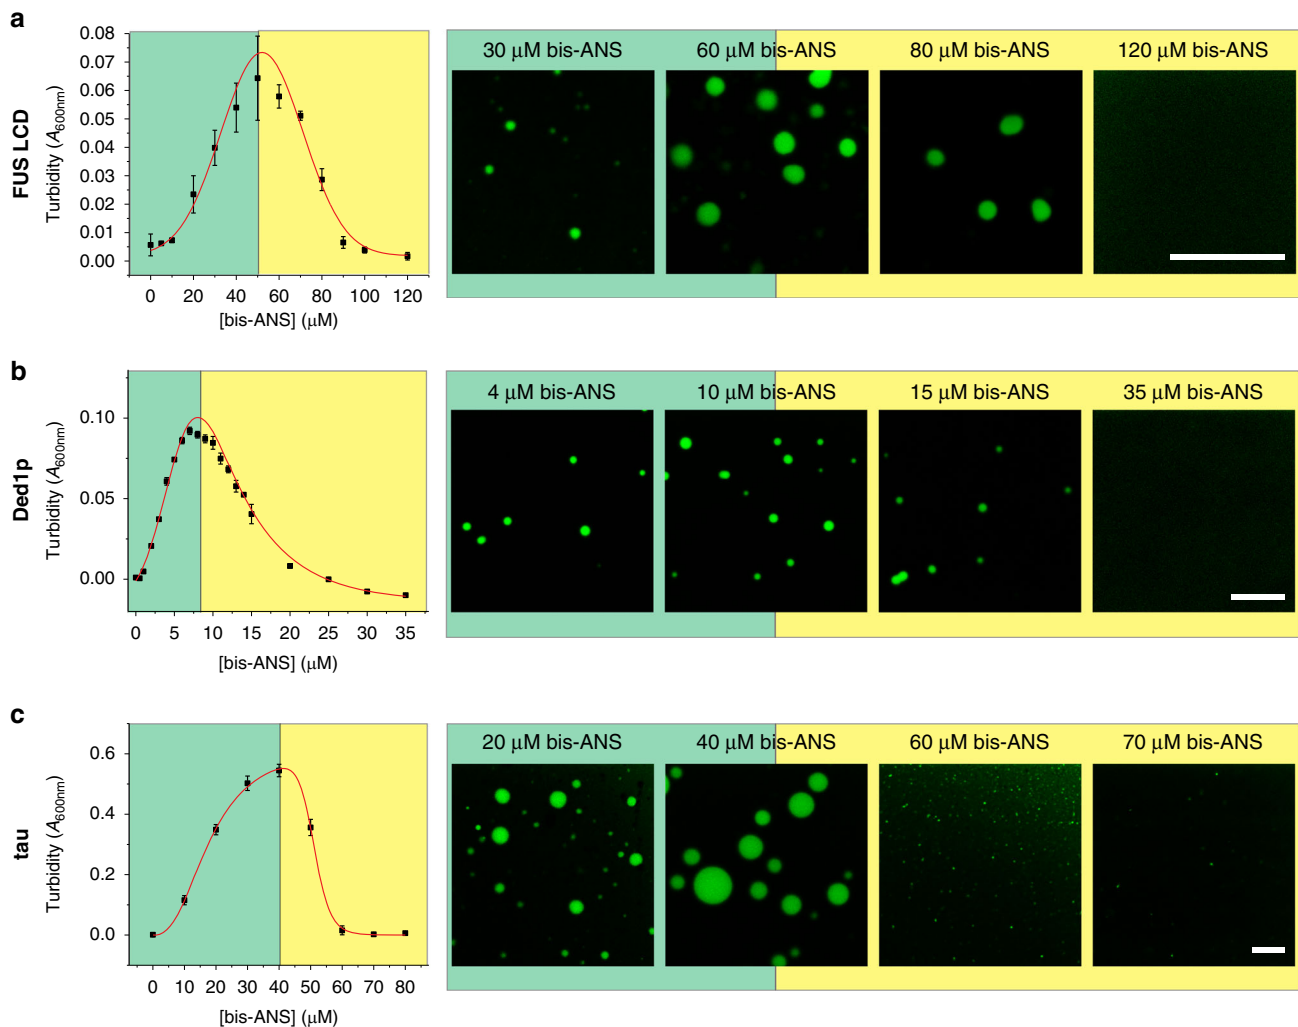 a
FUS LCD
Turbidity (A600nm)
0.08
0.07
0.06
0.05
0.04
0.03
0.02
0.01
0.00
0 20 40 60 80 100 120
[bis-ANS] (μM)
30 μM bis-ANS
60 μM bis-ANS
80 μM bis-ANS
120 μM bis-ANS
b
Ded1p
Turbidity (A600nm)
0.10
0.05
0.00
0 5 10 15 20 25 30 35
[bis-ANS] (μM)
4 μM bis-ANS
10 μM bis-ANS
15 μM bis-ANS
35 μM bis-ANS
c
tau
Turbidity (A600nm)
0.6
0.4
0.2
0.0
0 10 20 30 40 50 60 70 80
[bis-ANS] (μM)
20 μM bis-ANS
40 μM bis-ANS
60 μM bis-ANS
70 μM bis-ANS